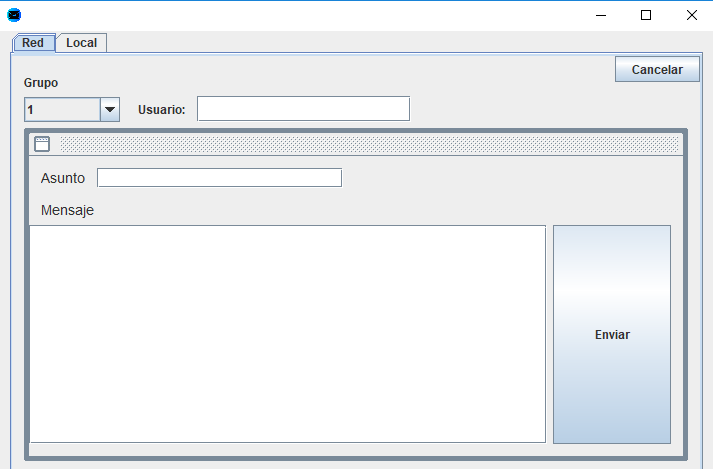 Red Local
Cancelar
Grupo
1 Usuario:
Asunto
Mensaje
Enviar